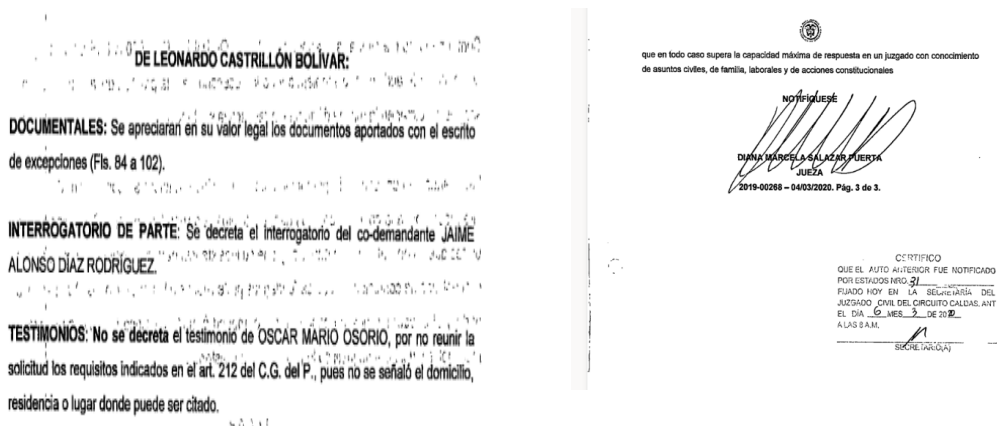 DE LEONARDO CASTRILLÓN BOLÍVAR:
DOCUMENTALES: Se apreciaran en su valor legal los documentos aportados con el escrito
de excepciones (Fls. 84 a 102).
INTERROGATORIO DE PARTE: Se decreta el interrogatorio del co-demandante JAIME
ALONSO DÍAZ RODRÍGUEZ.
TESTIMONIOS: No se decreta el testimonio de OSCAR MARIO OSORIO, por no reunir la
solicitud los requisitos indicados en el art. 212 del C.G. del P., pues no se señaló el domicilio,
residencia o lugar donde puede ser citado.
que en todo caso supera la capacidad máxima de respuesta en un juzgado con conocimiento
de asuntos civiles, de familia, laborales y de acciones constitucionales
NOTIFÍQUESE
DIANA MARCELA SALAZAR PUERTA
JUEZA
2019-00268 – 04/03/2020. Pág. 3 de 3.
CERTIFICO
QUE EL AUTO ANTERIOR FUE NOTIFICADO
POR ESTADOS NRO. 31
FIJADO HOY EN LA SECRETARÍA DEL
JUZGADO CIVIL DEL CIRCUITO CALDAS, ANT
EL DÍA 6 MES 3 DE 2020
A LAS 8 A.M.
SECRETARIO(A)